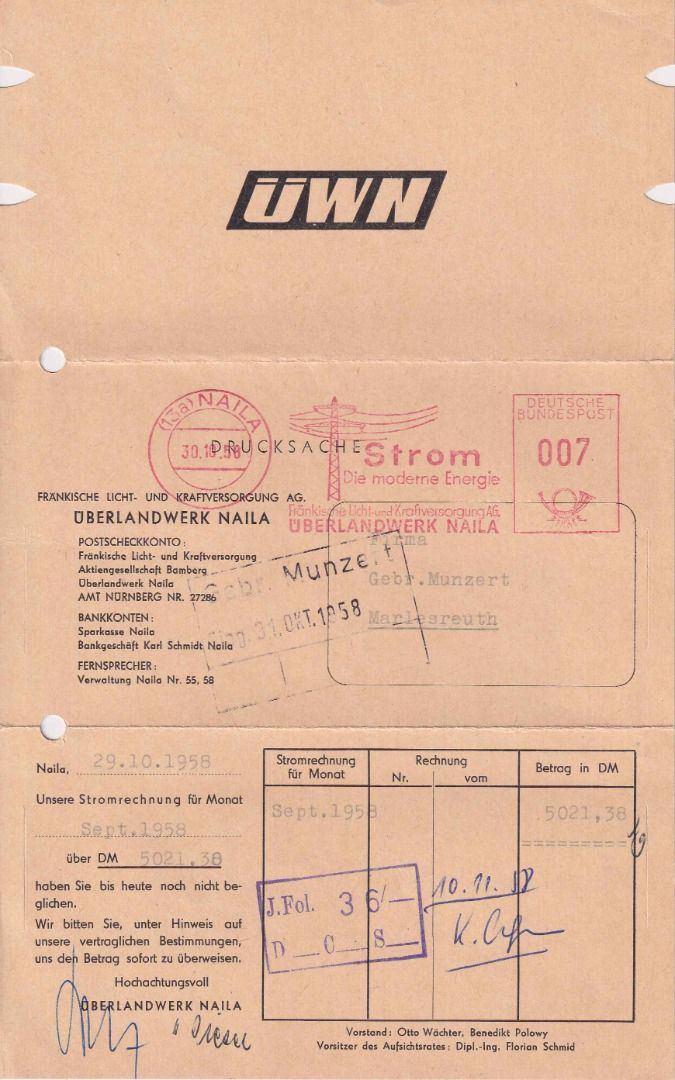 ÜWN
(13a) NAILA
30.10.58
DRUCKSACHE
Strom
Die moderne Energie
Fränkische Licht- und Kraftversorgung AG.
ÜBERLANDWERK NAILA
DEUTSCHE
BUNDESPOST
007
FRÄNKISCHE LICHT- UND KRAFTVERSORGUNG AG.
ÜBERLANDWERK NAILA
POSTSCHECKKONTO:
Fränkische Licht- und Kraftversorgung
Aktiengesellschaft Bamberg
Überlandwerk Naila
AMT NÜRNBERG NR. 27286
BANKKONTEN:
Sparkasse Naila
Bankgeschäft Karl Schmidt Naila
FERNSPRECHER:
Verwaltung Naila Nr. 55, 58
Gebr. Munzert
31. OKT. 1958
Firma
Gebr.Munzert
Marlesreuth
Naila, 29.10.1958
Unsere Stromrechnung für Monat
Sept.1958
über DM 5021,38
haben Sie bis heute noch nicht be-
glichen.
Wir bitten Sie, unter Hinweis auf
unsere vertraglichen Bestimmungen,
uns den Betrag sofort zu überweisen.
Hochachtungsvoll
ÜBERLANDWERK NAILA
Stromrechnung für Monat
Rechnung
Nr. vom
Betrag in DM
Sept.1958 5021,38
=========
J.Fol. 36/—
D __ C __ S __
10.11.58
K.
Vorstand: Otto Wächter, Benedikt Polowy
Vorsitzer des Aufsichtsrates: Dipl.-Ing. Florian Schmid